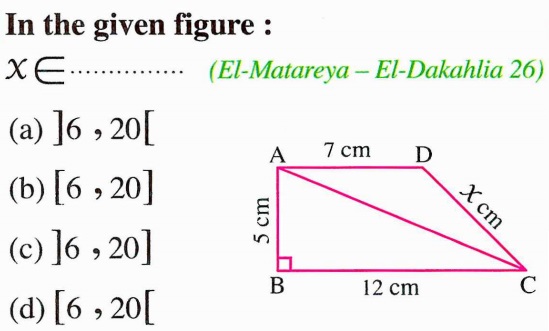 In the given figure :
x ∈ ............... (El-Matareya – El-Dakahlia 26)
(a) ]6 , 20[
(b) [6 , 20]
(c) ]6 , 20]
(d) [6 , 20[
A 7 cm D
x cm
5 cm
B 12 cm C